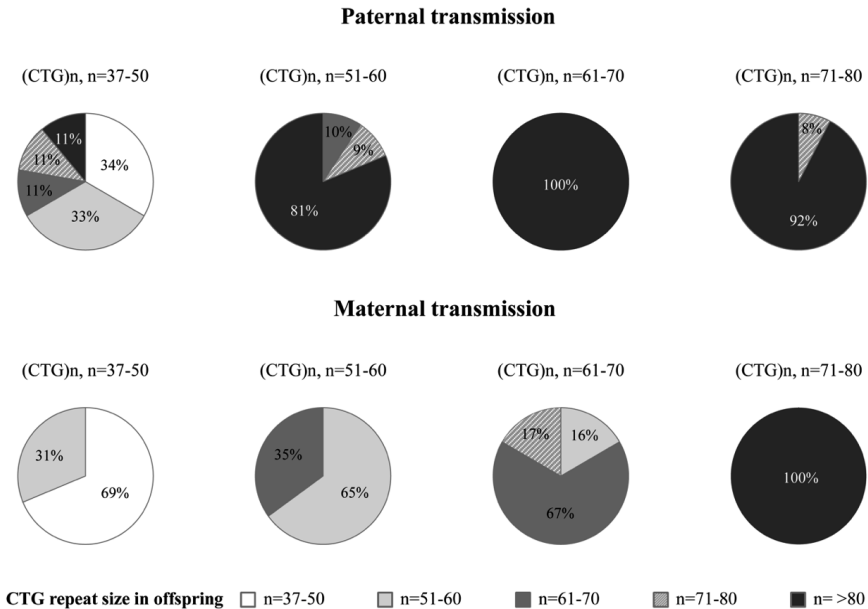 Paternal transmission
(CTG)n, n=37-50
(CTG)n, n=51-60
(CTG)n, n=61-70
(CTG)n, n=71-80
11%
34%
11%
11%
33%
10%
9%
81%
100%
8%
92%
Maternal transmission
(CTG)n, n=37-50
(CTG)n, n=51-60
(CTG)n, n=61-70
(CTG)n, n=71-80
31%
69%
35%
65%
17%
16%
67%
100%
CTG repeat size in offspring n=37-50 n=51-60 n=61-70 n=71-80 n= >80